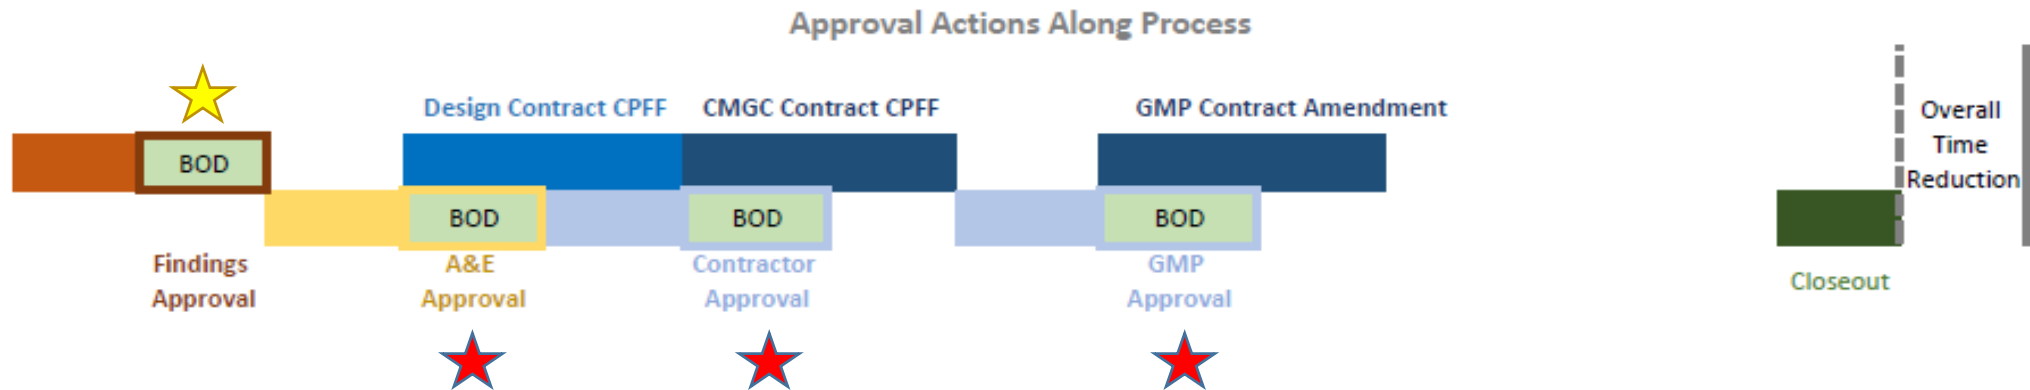 Approval Actions Along Process
Design Contract CPFF
CMGC Contract CPFF
GMP Contract Amendment
Overall
Time
Reduction
BOD
BOD
BOD
BOD
Findings
Approval
A&E
Approval
Contractor
Approval
GMP
Approval
Closeout